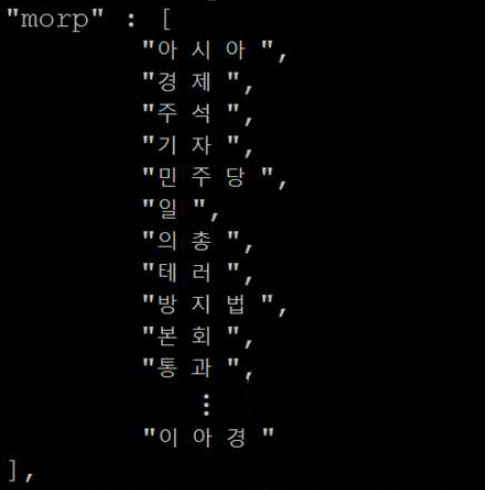 "morp" : [
"아시아",
"경제",
"주석",
"기자",
"민주당",
"일",
"의총",
"테러",
"방지법",
"본회",
"통과",
⋮
"이아경"
],